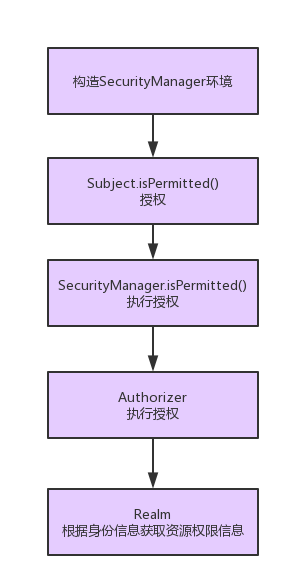 构造SecurityManager环境
Subject.isPermitted()
授权
SecurityManager.isPermitted()
执行授权
Authorizer
执行授权
Realm
根据身份信息获取资源权限信息